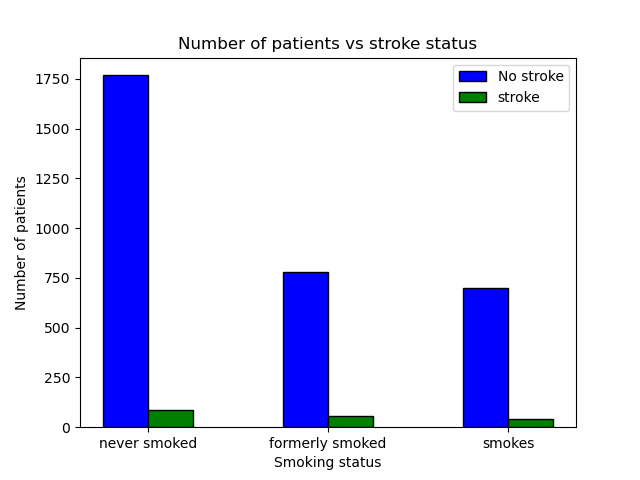 Number of patients vs stroke status
No stroke
stroke
Number of patients
1750
1500
1250
1000
750
500
250
0
never smoked
formerly smoked
smokes
Smoking status